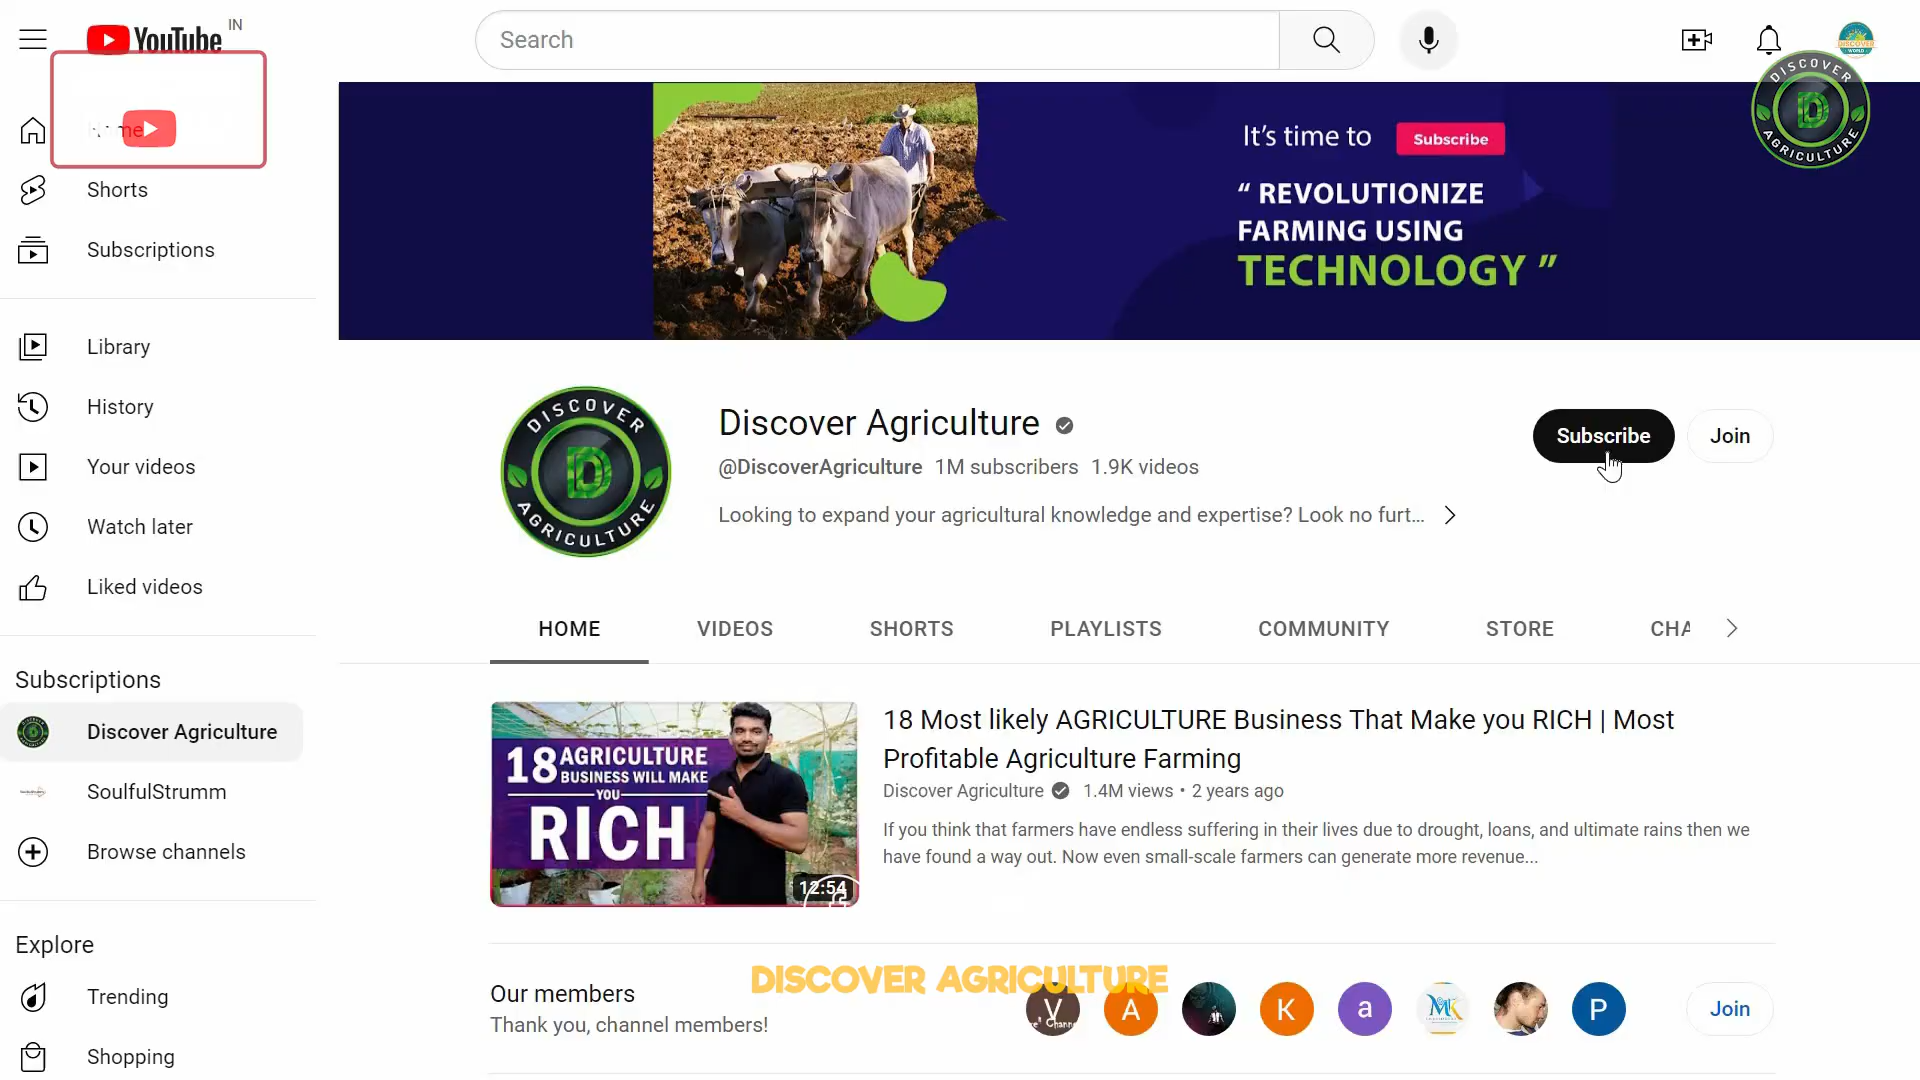 YouTube IN
Search
Shorts
Subscriptions
Library
History
Your videos
Watch later
Liked videos
Subscriptions
Discover Agriculture
SoulfulStrumm
Browse channels
Explore
Trending
Shopping
It's time to Subscribe
“ REVOLUTIONIZE
FARMING USING
TECHNOLOGY ”
DISCOVER
D
AGRICULTURE
DISCOVER
D
AGRICULTURE
Discover Agriculture
@DiscoverAgriculture 1M subscribers 1.9K videos
Looking to expand your agricultural knowledge and expertise? Look no furt...
Subscribe
Join
HOME VIDEOS SHORTS PLAYLISTS COMMUNITY STORE CHA
18 AGRICULTURE
BUSINESS WILL MAKE
YOU
RICH
12:54
18 Most likely AGRICULTURE Business That Make you RICH | Most
Profitable Agriculture Farming
Discover Agriculture 1.4M views • 2 years ago
If you think that farmers have endless suffering in their lives due to drought, loans, and ultimate rains then we
have found a way out. Now even small-scale farmers can generate more revenue...
DISCOVER AGRICULTURE
Our members
Thank you, channel members!
V A K a MK P
Join